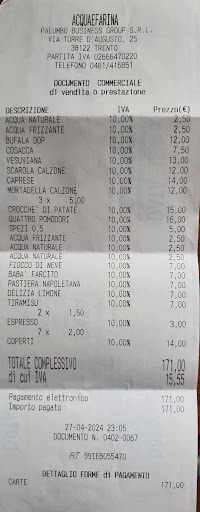 ACQUAEFARINA
PALUMBO BUSINESS GROUP S.R.L.
VIA TORRE D'AUGUSTO, 25
38122 TRENTO
PARTITA IVA 02666470220
TELEFONO 0461/416851
DOCUMENTO COMMERCIALE
di vendita o prestazione
DESCRIZIONE IVA Prezzo(€)
ACQUA NATURALE 10,00% 2,50
ACQUA FRIZZANTE 10,00% 2,50
BUFALA DOP 10,00% 12,00
COSACCA 10,00% 7,50
VESUVIANA 10,00% 13,00
SCAROLA CALZONE 10,00% 12,00
CAPRESE 10,00% 14,00
MORTADELLA CALZONE 10,00% 12,00
3 x 5,00
CROCCHE' DI PATATE 10,00% 15,00
QUATTRO POMODORI 10,00% 16,00
SPEZI 0,5 10,00% 5,00
ACQUA FRIZZANTE 10,00% 2,50
ACQUA NATURALE 10,00% 2,50
ACQUA NATURALE 10,00% 2,50
FIOCCO DI NEVE 10,00% 7,00
BABA' FARCITO 10,00% 7,00
PASTIERA NAPOLETANA 10,00% 7,00
DELIZIA LIMONE 10,00% 7,00
TIRAMISU 10,00% 7,00
2 x 1,50
ESPRESSO 10,00% 3,00
7 x 2,00
COPERTI 10,00% 14,00
TOTALE COMPLESSIVO 171,00
di cui IVA 15,55
Pagamento elettronico 171,00
Importo pagato 171,00
27-04-2024 23:05
DOCUMENTO N. 0402-0067
RT 99IEB055470
DETTAGLIO FORME di PAGAMENTO
CARTE 171,00